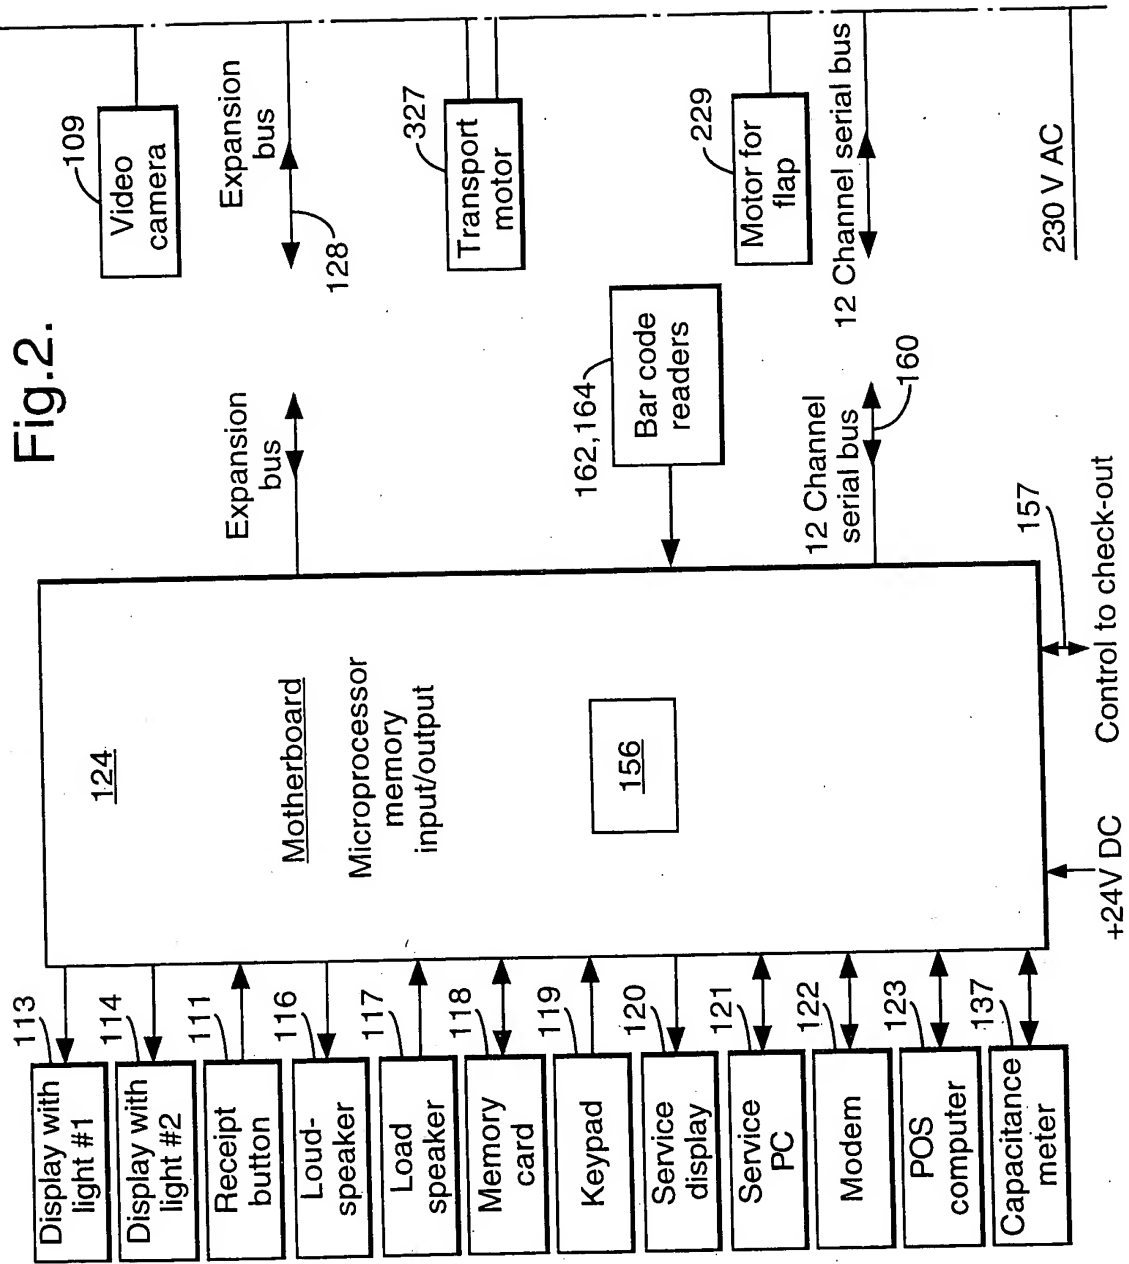 Fig.2.
113
Display with
light #1
114
Display with
light #2
111
Receipt
button
116
Loud-
speaker
117
Load
speaker
118
Memory
card
119
Keypad
120
Service
display
121
Service
PC
122
Modem
123
POS
computer
137
Capacitance
meter
124
Motherboard
Microprocessor
memory
input/output
156
+24V DC
Control to check-out
157
Expansion
bus
162,164
Bar code
readers
12 Channel
serial bus
160
109
Video
camera
Expansion
bus
128
327
Transport
motor
229
Motor for
flap
12 Channel serial bus
230 V AC